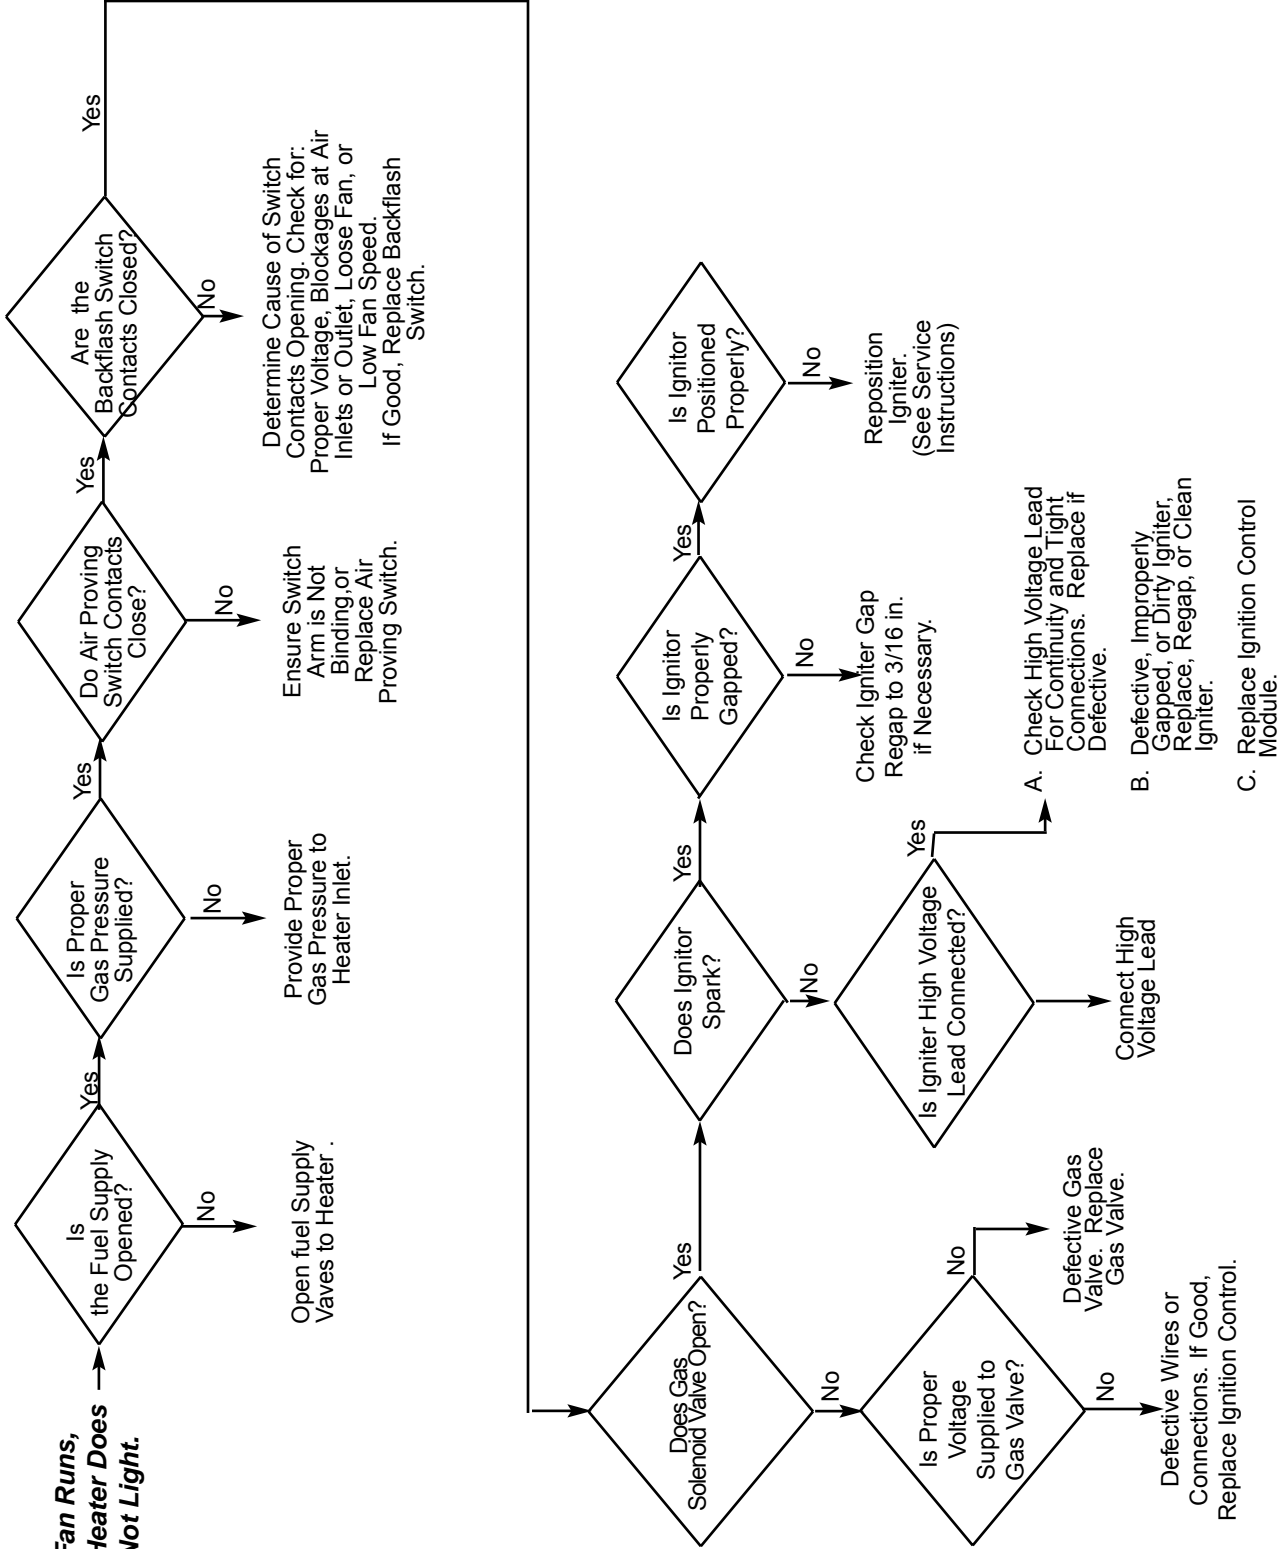 Fan Runs,
Heater Does
Not Light.
Is
the Fuel Supply
Opened?
Yes
No
Open fuel Supply
Vaves to Heater .
Is Proper
Gas Pressure
Supplied?
Yes
No
Provide Proper
Gas Pressure to
Heater Inlet.
Do Air Proving
Switch Contacts
Close?
Yes
No
Ensure Switch
Arm is Not
Binding,or
Replace Air
Proving Switch.
Are the
Backflash Switch
Contacts Closed?
Yes
No
Determine Cause of Switch
Contacts Opening. Check for:
Proper Voltage, Blockages at Air
Inlets or Outlet, Loose Fan, or
Low Fan Speed.
If Good, Replace Backflash
Switch.
Does Gas
Solenoid Valve Open?
Yes
No
Is Proper
Voltage
Supplied to
Gas Valve?
No
Defective Gas
Valve. Replace
Gas Valve.
No
Defective Wires or
Connections. If Good,
Replace Ignition Control.
Does Ignitor
Spark?
Yes
No
Is Igniter High Voltage
Lead Connected?
Yes
Connect High
Voltage Lead
A. Check High Voltage Lead
For Continuity and Tight
Connections. Replace if
Defective.
B. Defective, Improperly
Gapped, or Dirty Igniter,
Replace, Regap, or Clean
Igniter.
C. Replace Ignition Control
Module.
Is Ignitor
Properly
Gapped?
Yes
No
Check Igniter Gap
Regap to 3/16 in.
if Necessary.
Is Ignitor
Positioned
Properly?
No
Reposition
Igniter.
(See Service
Instructions)